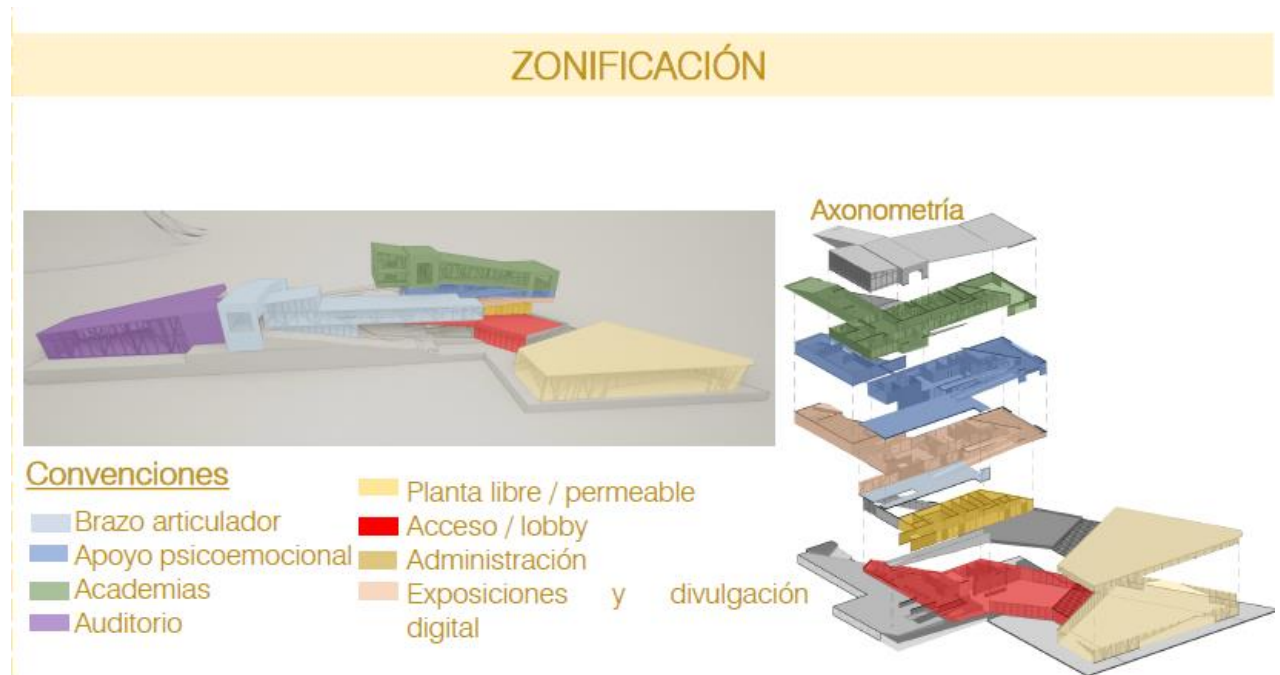 ZONIFICACIÓN
Axonometría
Convenciones
Brazo articulador
Apoyo psicoemocional
Academias
Auditorio
Planta libre / permeable
Acceso / lobby
Administración
Exposiciones y divulgación
digital